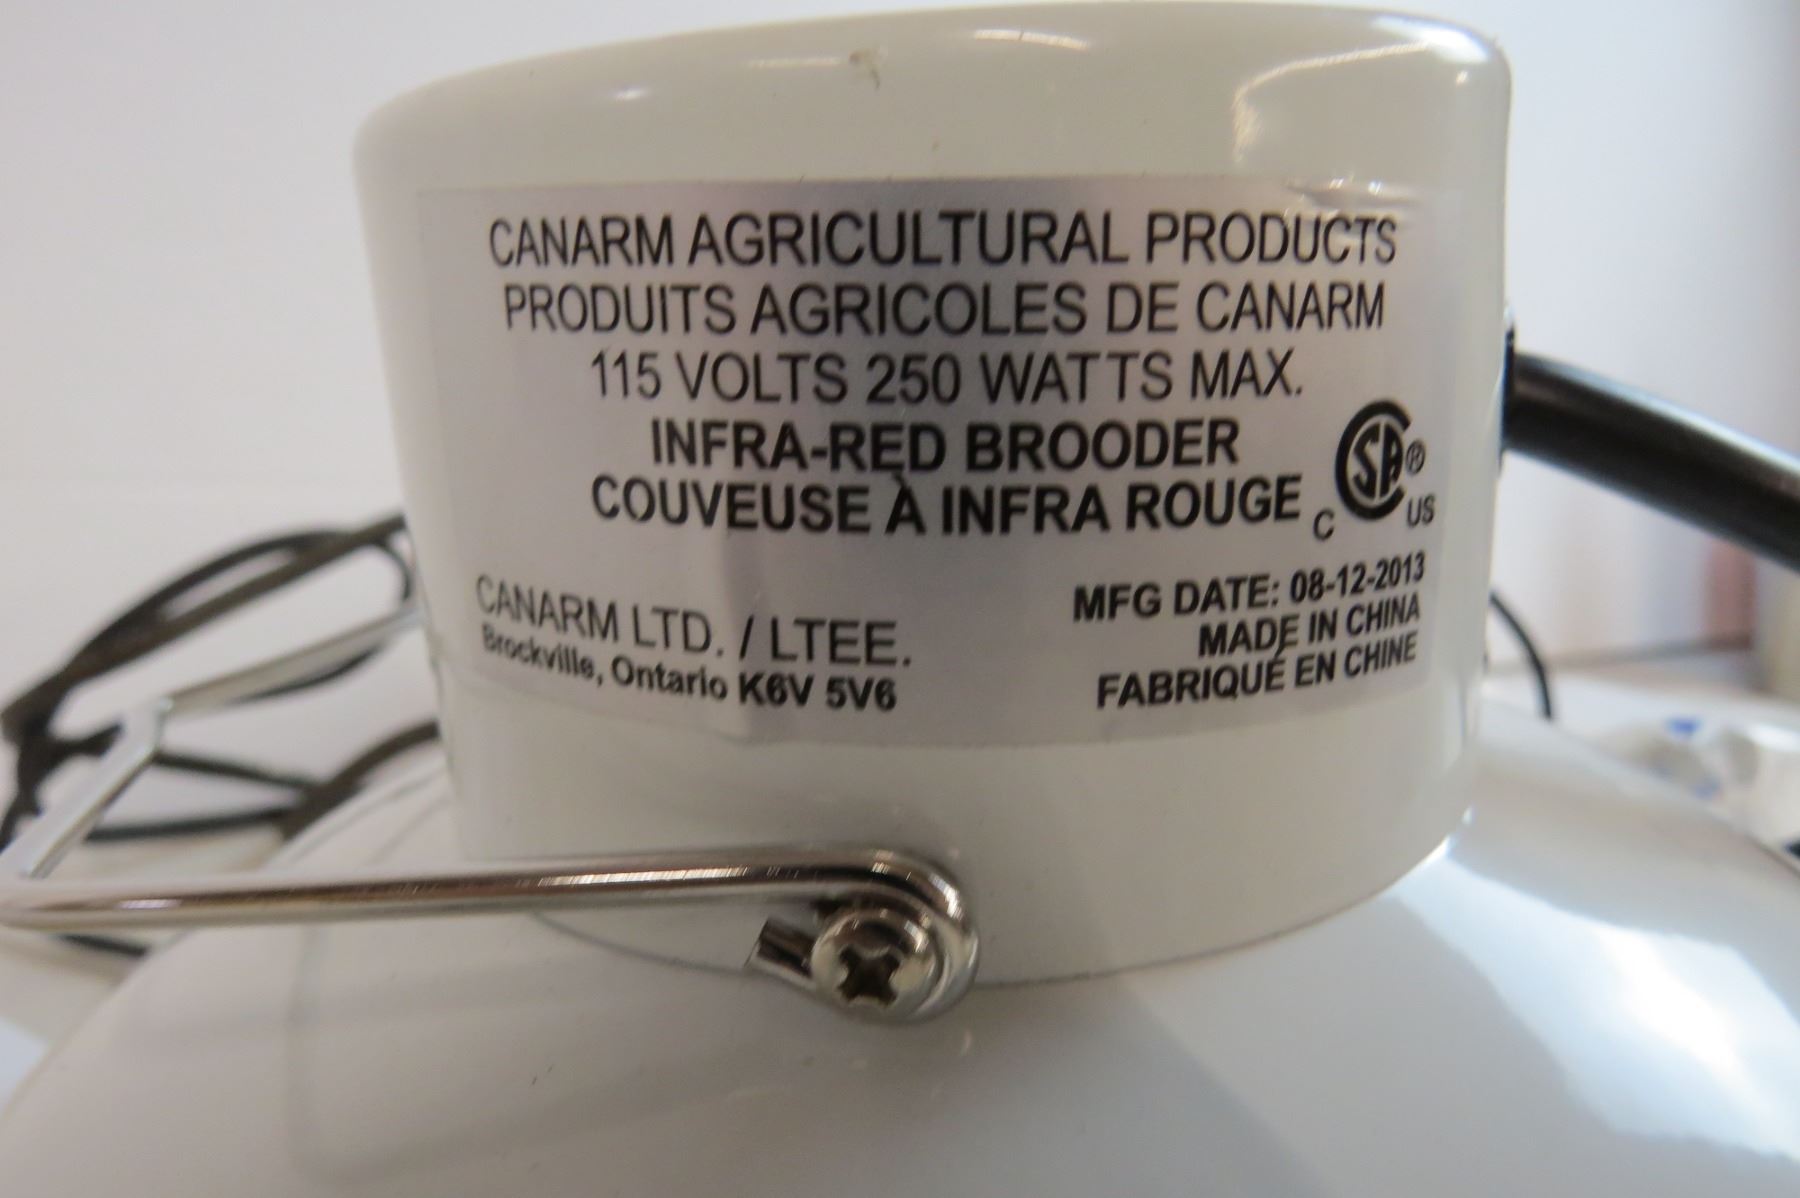 CANARM AGRICULTURAL PRODUCTS
PRODUITS AGRICOLES DE CANARM
115 VOLTS 250 WATTS MAX.
INFRA-RED BROODER
COUVEUSE À INFRA ROUGE
C SA ® US
CANARM LTD. / LTEE.
Brockville, Ontario K6V 5V6
MFG DATE: 08-12-2013
MADE IN CHINA
FABRIQUÉ EN CHINE